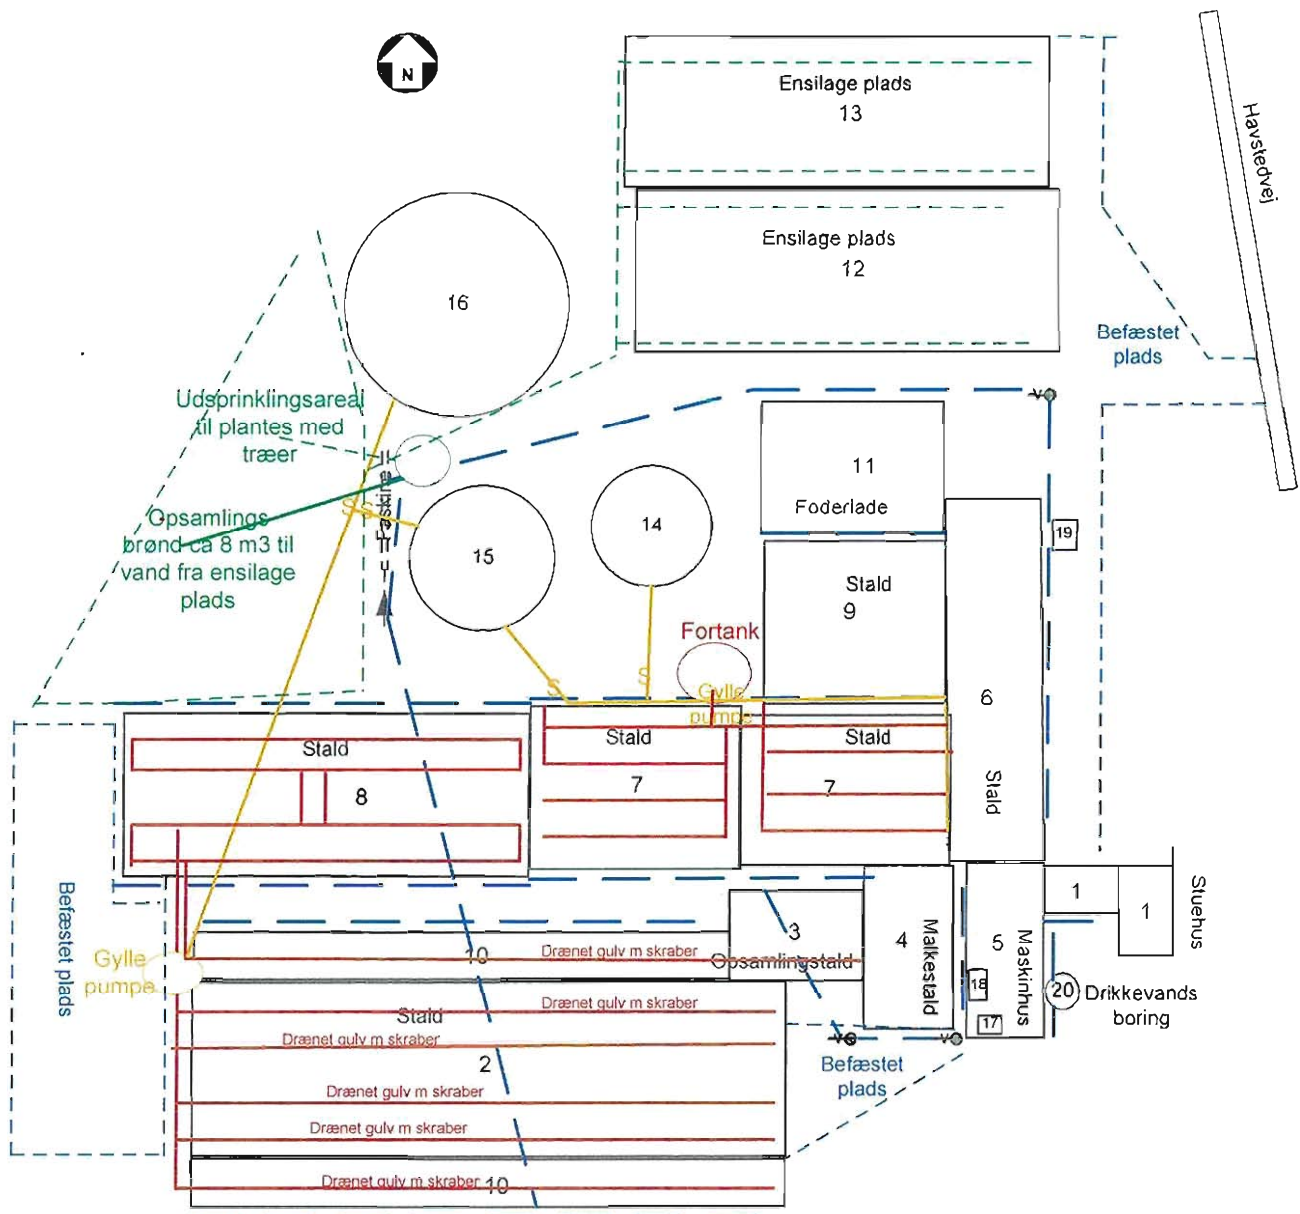 N
Ensilage plads
13
Havstedvej
Ensilage plads
12
16
Befæstet
plads
Udsprinklingsareal
til plantes med
træer
11
Foderlade
Opsamlings
brønd ca 8 m3 til
vand fra ensilage
plads
S S
Faskine
15
14
19
Stald
9
Fortank
S
S
Gylle
pumpe
6
Stald
Stald
8
Stald
7
Stald
7
Befæstet plads
1
1
Stuehus
3
Opsamlingstald
4
Malkestald
5
Maskinhus
18
17
20
Drikkevands
boring
Gylle
pumpe
10
Drænet gulv m skraber
Drænet gulv m skraber
Stald
Drænet gulv m skraber
2
Drænet gulv m skraber
Drænet gulv m skraber
Drænet gulv m skraber
10
V
V
V
Befæstet
plads